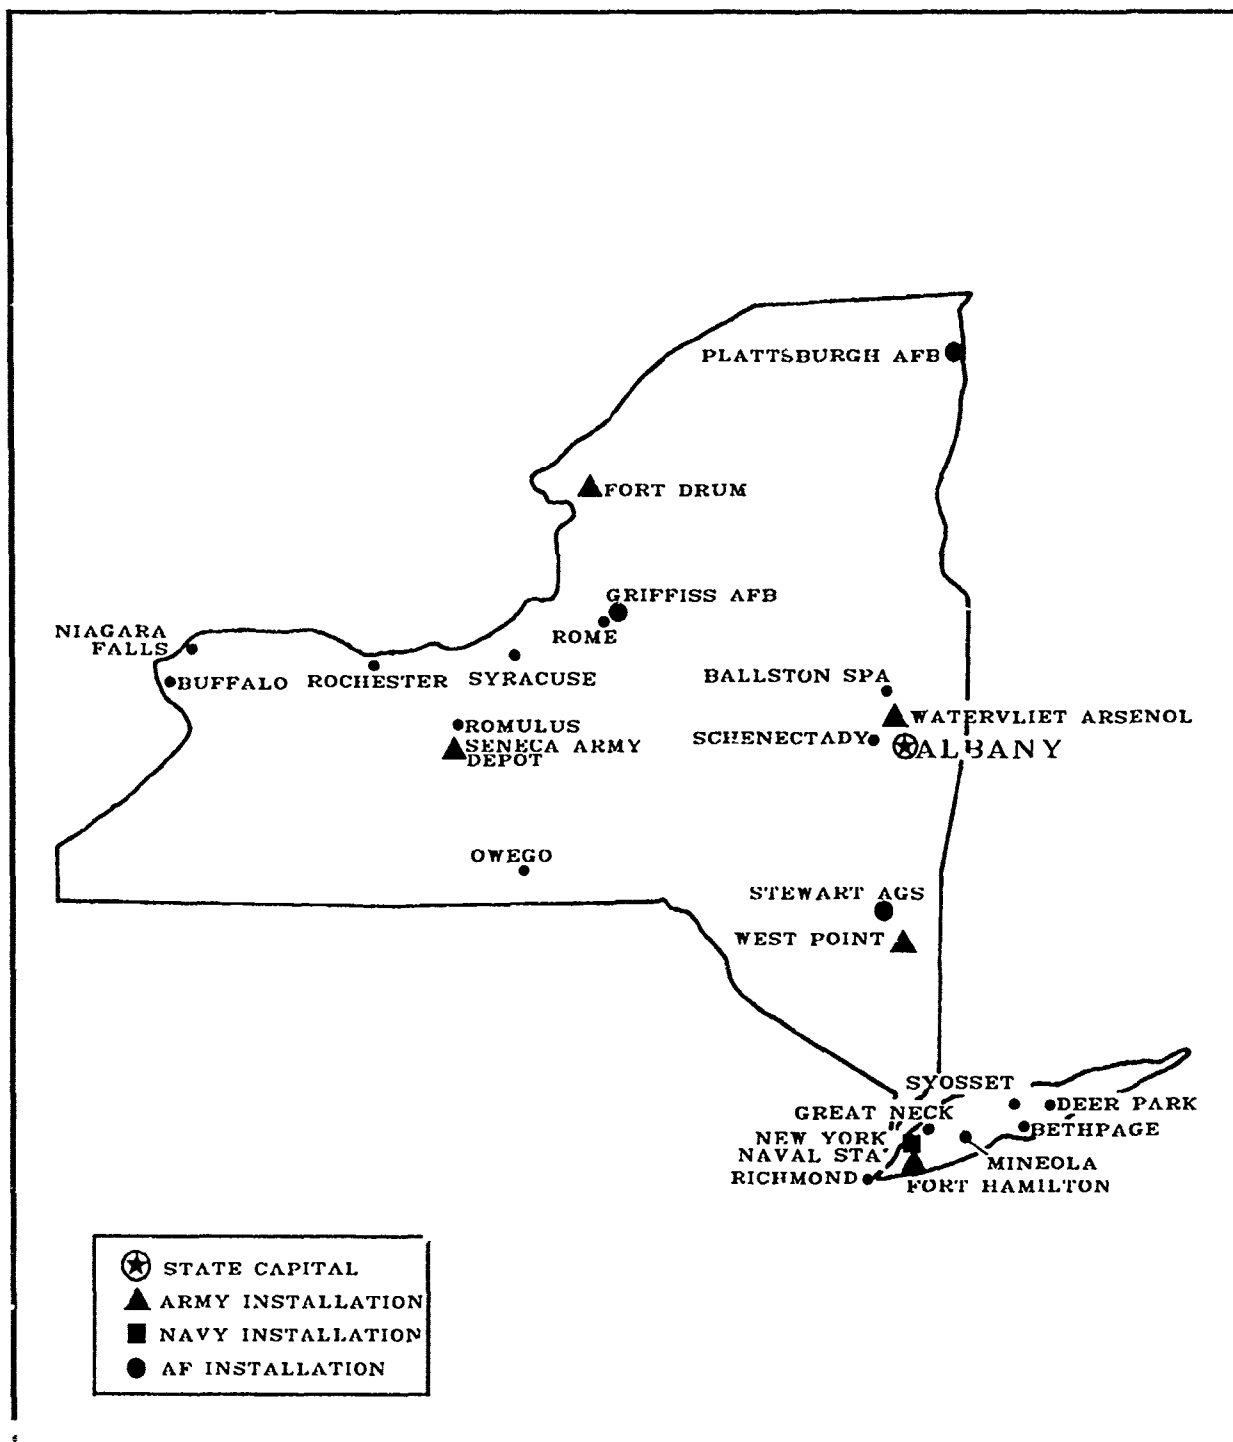 PLATTSBURGH AFB
FORT DRUM
GRIFFISS AFB
ROME
NIAGARA
FALLS
BUFFALO
ROCHESTER
SYRACUSE
BALLSTON SPA
ROMULUS
WATERVLIET ARSENOL
SENECA ARMY
DEPOT
SCHENECTADY
ALBANY
OWEGO
STEWART AGS
WEST POINT
SYOSSET
GREAT NECK
DEER PARK
NEW YORK
BETHPAGE
NAVAL STA
MINEOLA
RICHMOND
FORT HAMILTON
STATE CAPITAL
ARMY INSTALLATION
NAVY INSTALLATION
AF INSTALLATION